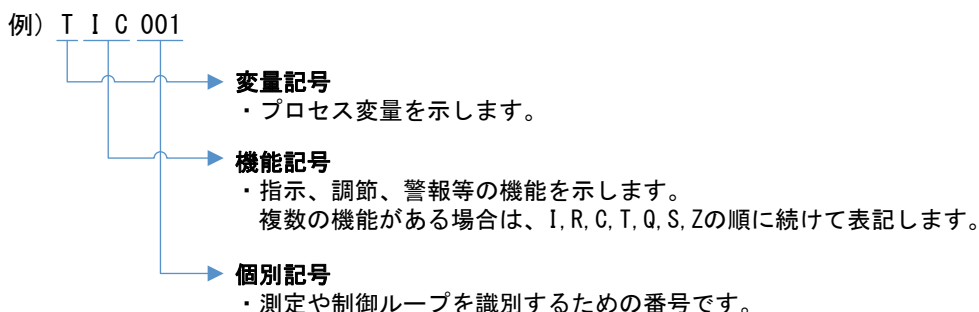 例) T I C 001
変量記号
・プロセス変量を示します。
機能記号
・指示、調節、警報等の機能を示します。
複数の機能がある場合は、I,R,C,T,Q,S,Zの順に続けて表記します。
個別記号
・測定や制御ループを識別するための番号です。